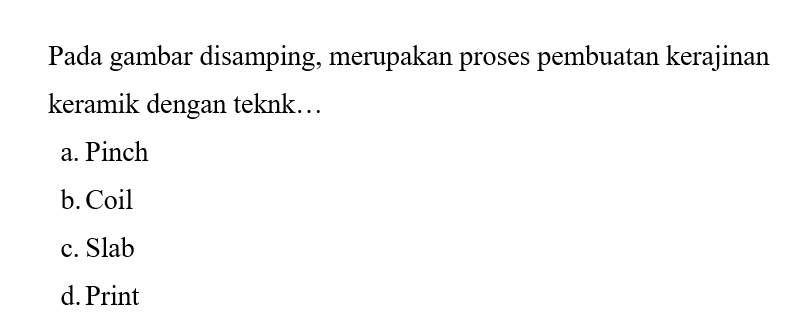 Pada gambar disamping, merupakan proses pembuatan kerajinan
keramik dengan teknk…
a. Pinch
b. Coil
c. Slab
d. Print